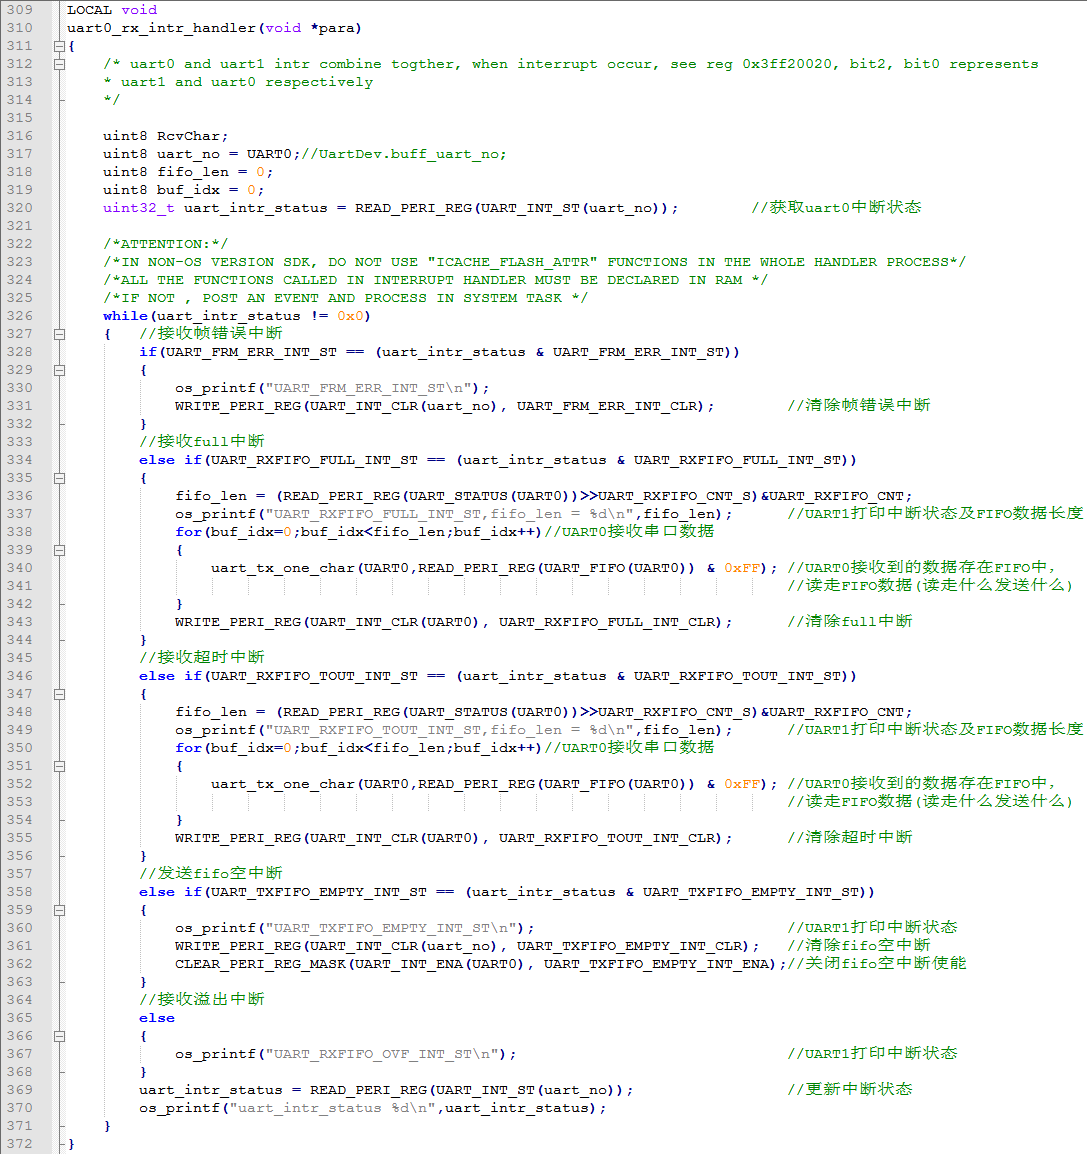 309 LOCAL void
310 uart0_rx_intr_handler(void *para)
311 {
312 /* uart0 and uart1 intr combine togther, when interrupt occur, see reg 0x3ff20020, bit2, bit0 represents
313 * uart1 and uart0 respectively
314 */
315
316 uint8 RcvChar;
317 uint8 uart_no = UART0;//UartDev.buff_uart_no;
318 uint8 fifo_len = 0;
319 uint8 buf_idx = 0;
320 uint32_t uart_intr_status = READ_PERI_REG(UART_INT_ST(uart_no)); //获取uart0中断状态
321
322 /*ATTENTION:*/
323 /*IN NON-OS VERSION SDK, DO NOT USE "ICACHE_FLASH_ATTR" FUNCTIONS IN THE WHOLE HANDLER PROCESS*/
324 /*ALL THE FUNCTIONS CALLED IN INTERRUPT HANDLER MUST BE DECLARED IN RAM */
325 /*IF NOT , POST AN EVENT AND PROCESS IN SYSTEM TASK */
326 while(uart_intr_status != 0x0)
327 { //接收帧错误中断
328 if(UART_FRM_ERR_INT_ST == (uart_intr_status & UART_FRM_ERR_INT_ST))
329 {
330 os_printf("UART_FRM_ERR_INT_ST\n");
331 WRITE_PERI_REG(UART_INT_CLR(uart_no), UART_FRM_ERR_INT_CLR); //清除帧错误中断
332 }
333 //接收full中断
334 else if(UART_RXFIFO_FULL_INT_ST == (uart_intr_status & UART_RXFIFO_FULL_INT_ST))
335 {
336 fifo_len = (READ_PERI_REG(UART_STATUS(UART0))>>UART_RXFIFO_CNT_S)&UART_RXFIFO_CNT;
337 os_printf("UART_RXFIFO_FULL_INT_ST,fifo_len = %d\n",fifo_len); //UART1打印中断状态及FIFO数据长度
338 for(buf_idx=0;buf_idx<fifo_len;buf_idx++)//UART0接收串口数据
339 {
340 uart_tx_one_char(UART0,READ_PERI_REG(UART_FIFO(UART0)) & 0xFF); //UART0接收到的数据存在FIFO中,
341 //读走FIFO数据(读走什么发送什么)
342 }
343 WRITE_PERI_REG(UART_INT_CLR(UART0), UART_RXFIFO_FULL_INT_CLR); //清除full中断
344 }
345 //接收超时中断
346 else if(UART_RXFIFO_TOUT_INT_ST == (uart_intr_status & UART_RXFIFO_TOUT_INT_ST))
347 {
348 fifo_len = (READ_PERI_REG(UART_STATUS(UART0))>>UART_RXFIFO_CNT_S)&UART_RXFIFO_CNT;
349 os_printf("UART_RXFIFO_TOUT_INT_ST,fifo_len = %d\n",fifo_len); //UART1打印中断状态及FIFO数据长度
350 for(buf_idx=0;buf_idx<fifo_len;buf_idx++)//UART0接收串口数据
351 {
352 uart_tx_one_char(UART0,READ_PERI_REG(UART_FIFO(UART0)) & 0xFF); //UART0接收到的数据存在FIFO中,
353 //读走FIFO数据(读走什么发送什么)
354 }
355 WRITE_PERI_REG(UART_INT_CLR(UART0), UART_RXFIFO_TOUT_INT_CLR); //清除超时中断
356 }
357 //发送fifo空中断
358 else if(UART_TXFIFO_EMPTY_INT_ST == (uart_intr_status & UART_TXFIFO_EMPTY_INT_ST))
359 {
360 os_printf("UART_TXFIFO_EMPTY_INT_ST\n"); //UART1打印中断状态
361 WRITE_PERI_REG(UART_INT_CLR(uart_no), UART_TXFIFO_EMPTY_INT_CLR); //清除fifo空中断
362 CLEAR_PERI_REG_MASK(UART_INT_ENA(UART0), UART_TXFIFO_EMPTY_INT_ENA);//关闭fifo空中断使能
363 }
364 //接收溢出中断
365 else
366 {
367 os_printf("UART_RXFIFO_OVF_INT_ST\n"); //UART1打印中断状态
368 }
369 uart_intr_status = READ_PERI_REG(UART_INT_ST(uart_no)); //更新中断状态
370 os_printf("uart_intr_status %d\n",uart_intr_status);
371 }
372 }